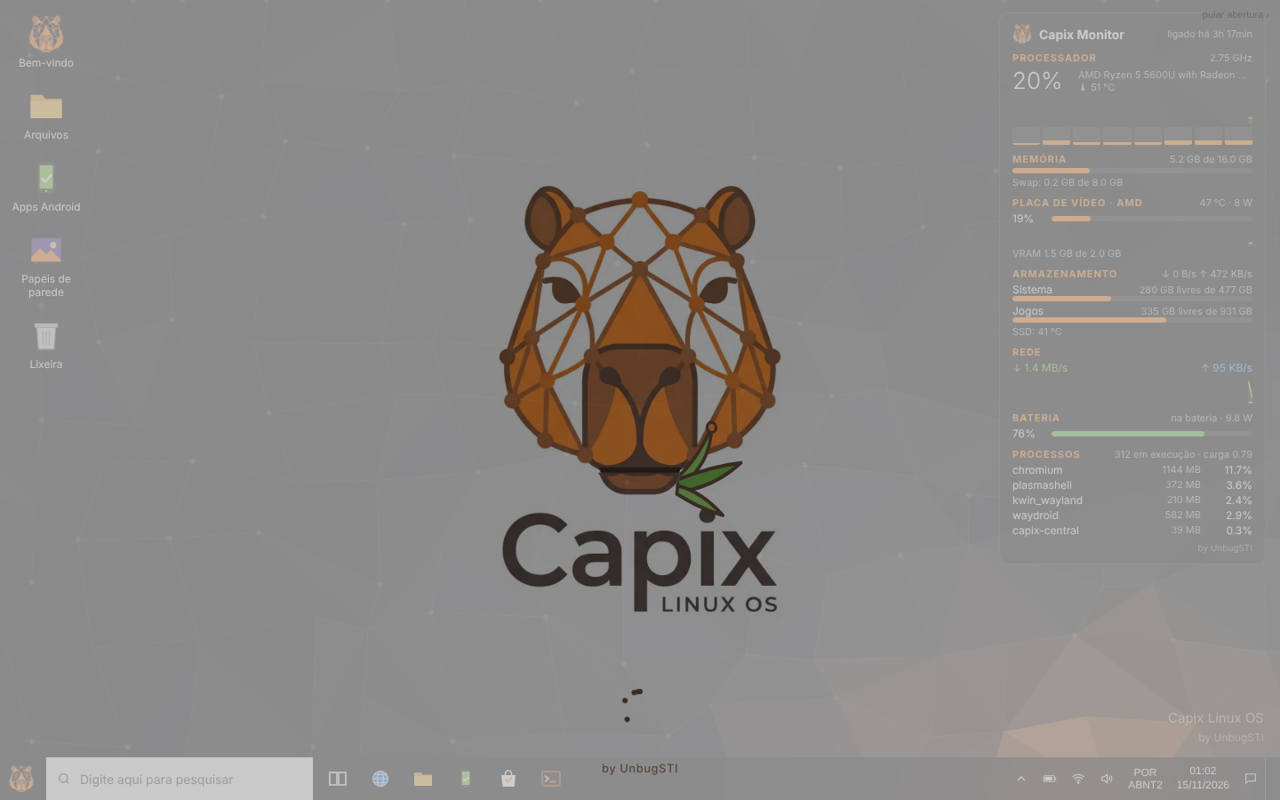 pular abertura ›
Bem-vindo
Arquivos
Apps Android
Papéis de
parede
Lixeira
Capix
LINUX OS
by UnbugSTI
Capix Monitor
ligado há 3h 17min
PROCESSADOR
2.75 GHz
20%
AMD Ryzen 5 5600U with Radeon ...
51 °C
MEMÓRIA
5.2 GB de 16.0 GB
Swap: 0.2 GB de 8.0 GB
PLACA DE VÍDEO · AMD
47 °C · 8 W
19%
VRAM 1.5 GB de 2.0 GB
ARMAZENAMENTO
↓ 0 B/s ↑ 472 KB/s
Sistema
280 GB livres de 477 GB
Jogos
335 GB livres de 931 GB
SSD: 41 °C
REDE
↓ 1.4 MB/s
↑ 95 KB/s
BATERIA
na bateria · 9.8 W
76%
PROCESSOS
312 em execução · carga 0.79
chromium 1144 MB 11.7%
plasmashell 372 MB 3.6%
kwin_wayland 210 MB 2.4%
waydroid 582 MB 2.9%
capix-central 39 MB 0.3%
by UnbugSTI
Capix Linux OS
by UnbugSTI
Digite aqui para pesquisar
POR
ABNT2
01:02
15/11/2026